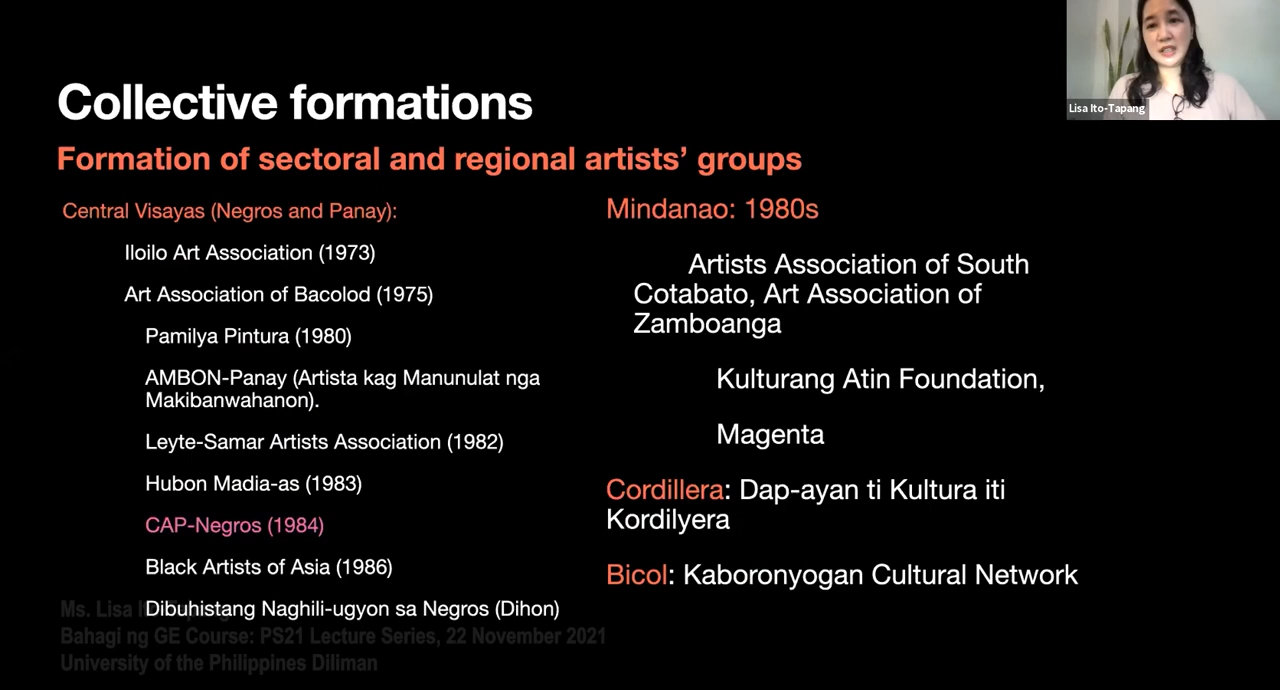 Lisa Ito-Tapang
Collective formations
Formation of sectoral and regional artists’ groups
Central Visayas (Negros and Panay):
Iloilo Art Association (1973)
Art Association of Bacolod (1975)
Pamilya Pintura (1980)
AMBON-Panay (Artista kag Manunulat nga
Makibanwahanon).
Leyte-Samar Artists Association (1982)
Hubon Madia-as (1983)
CAP-Negros (1984)
Black Artists of Asia (1986)
Dibuhistang Naghili-ugyon sa Negros (Dihon)
Mindanao: 1980s
Artists Association of South
Cotabato, Art Association of
Zamboanga
Kulturang Atin Foundation,
Magenta
Cordillera: Dap-ayan ti Kultura iti
Kordilyera
Bicol: Kaboronyogan Cultural Network
Ms. Lisa Ito-Tapang
Bahagi ng GE Course: PS21 Lecture Series, 22 November 2021
University of the Philippines Diliman